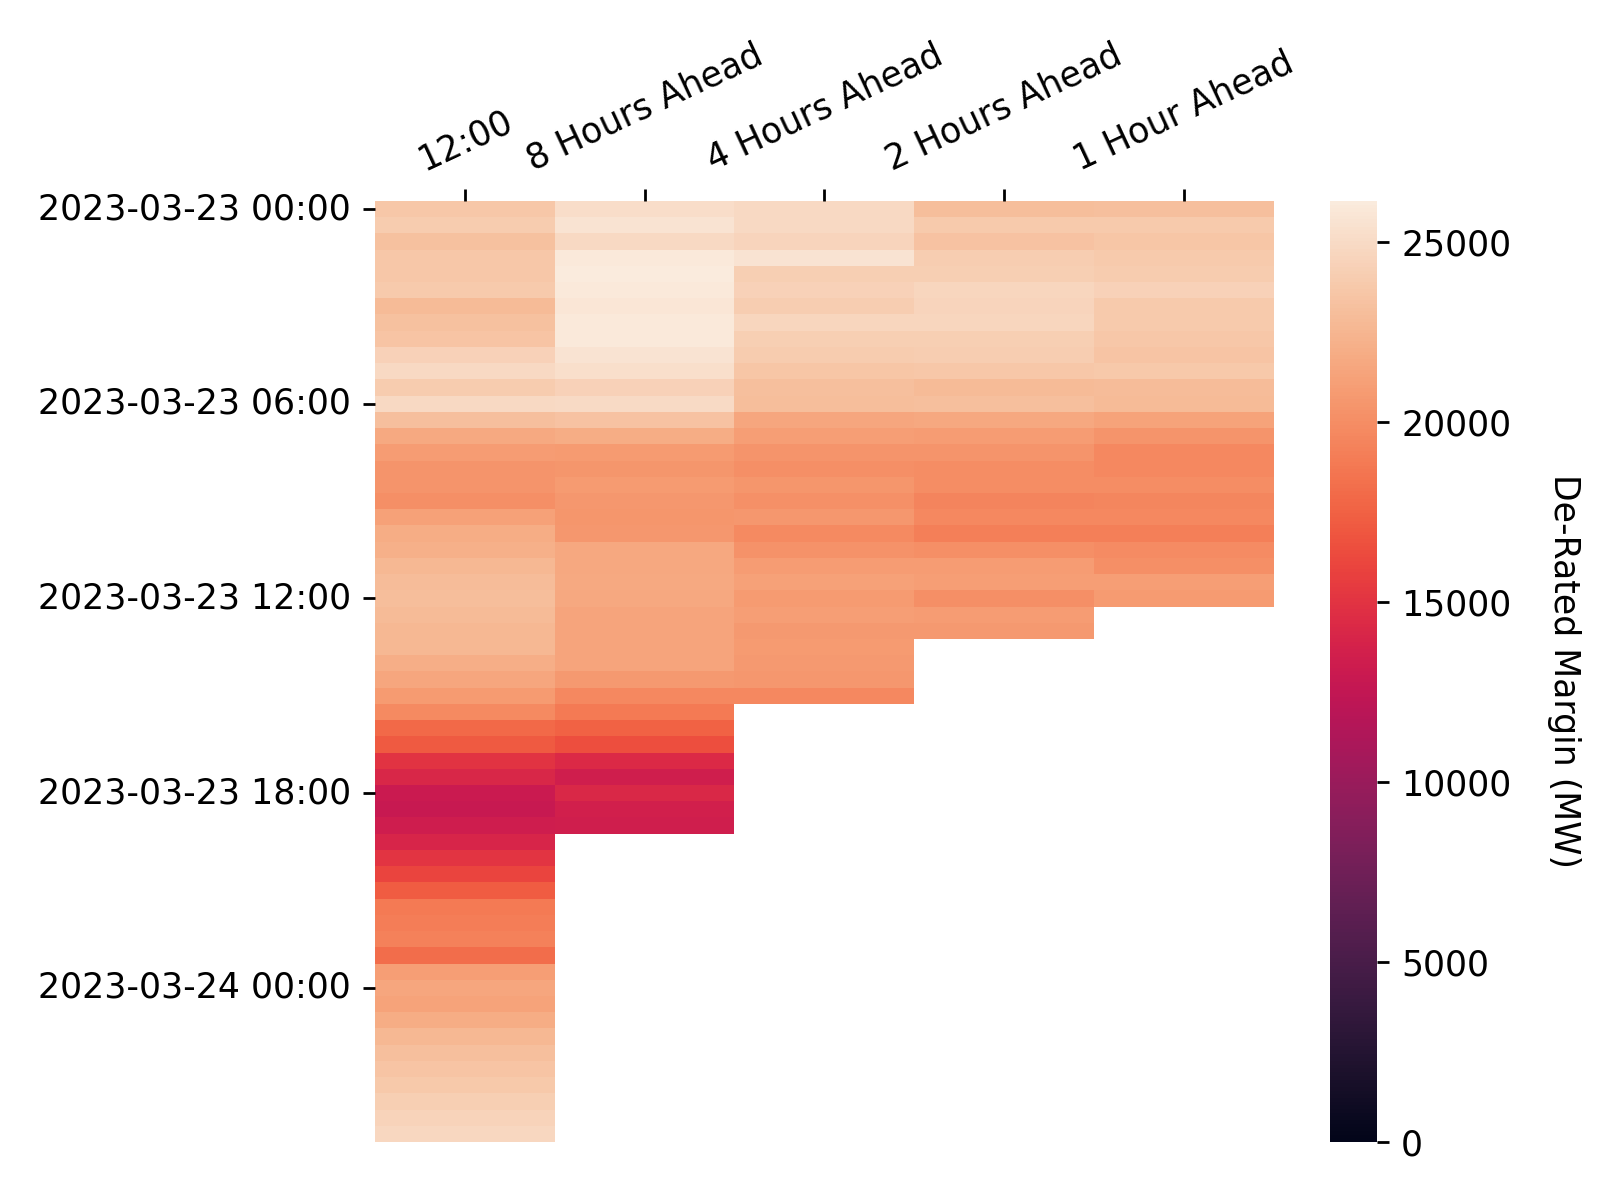 12:00
8 Hours Ahead
4 Hours Ahead
2 Hours Ahead
1 Hour Ahead
2023-03-23 00:00
2023-03-23 06:00
2023-03-23 12:00
2023-03-23 18:00
2023-03-24 00:00
25000
20000
15000
10000
5000
0
De-Rated Margin (MW)